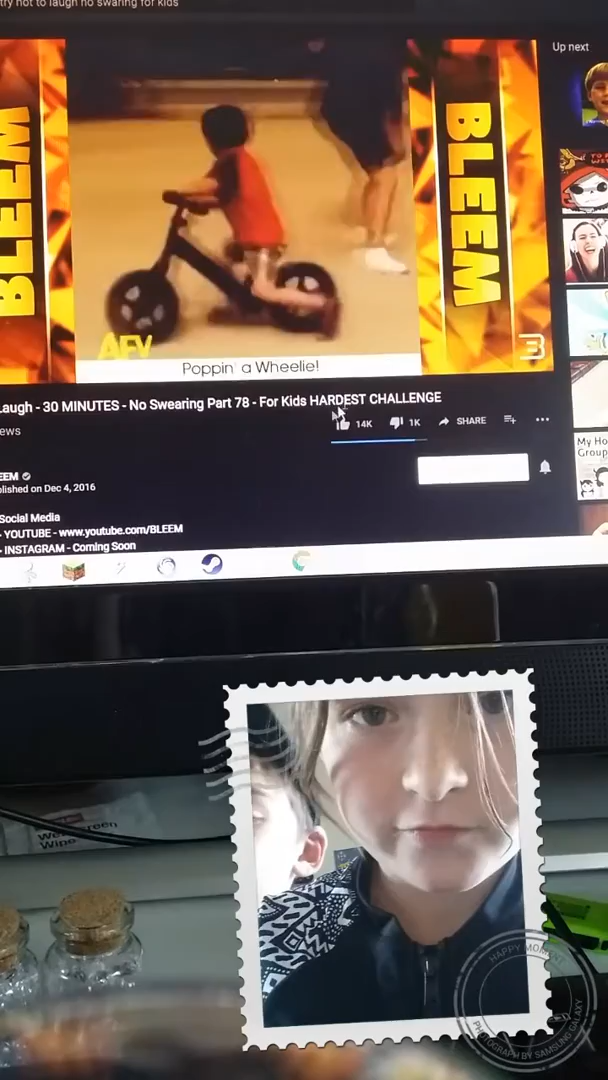 try not to laugh no swaring for kids
Up next
BLEEM
BLEEM
AFV
Poppin' a Wheelie!
Laugh - 30 MINUTES - No Swearing Part 78 - For Kids HARDEST CHALLENGE
14K
1K
SHARE
EEM
blished on Dec 4, 2016
Social Media
- YOUTUBE - www.youtube.com/BLEEM
- INSTAGRAM - Coming Soon
My Ho
Group
Wipe
HAPPY MOMENT
PHOTOGRAPH BY SAMSUNG GALAXY